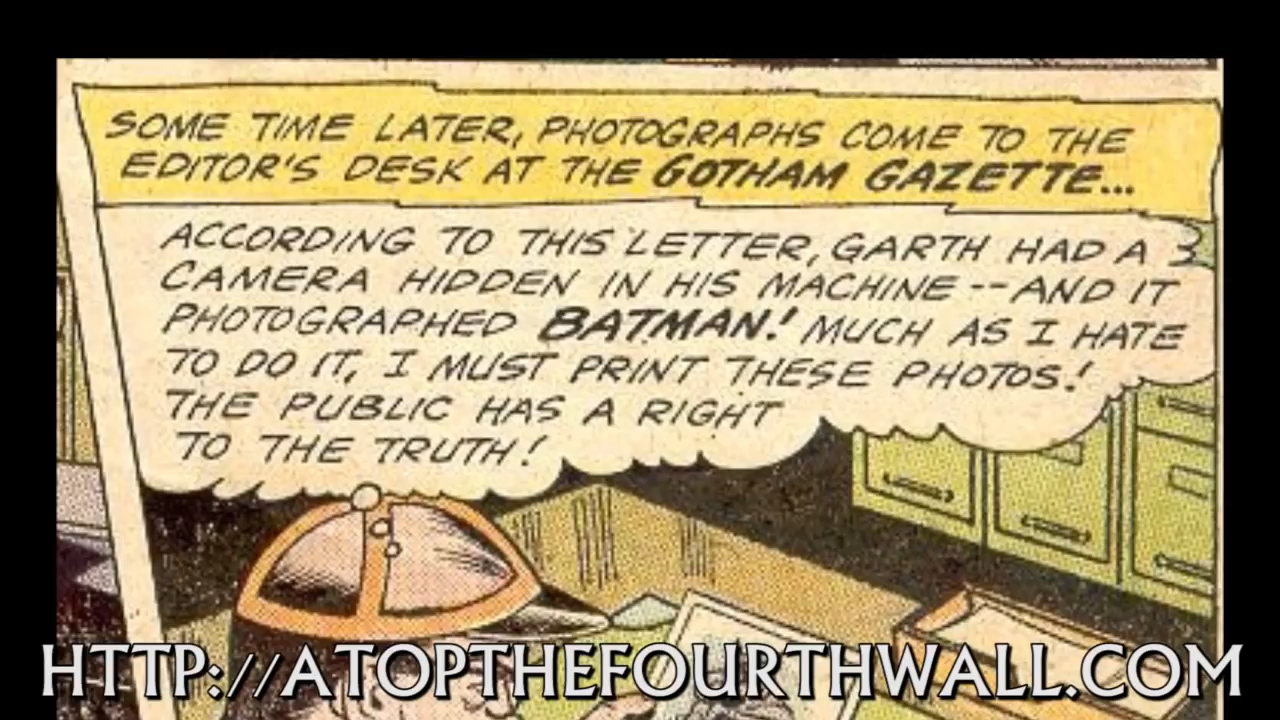 SOME TIME LATER, PHOTOGRAPHS COME TO THE
EDITOR'S DESK AT THE GOTHAM GAZETTE...
ACCORDING TO THIS LETTER, GARTH HAD A
CAMERA HIDDEN IN HIS MACHINE--AND IT
PHOTOGRAPHED BATMAN! MUCH AS I HATE
TO DO IT, I MUST PRINT THESE PHOTOS!
THE PUBLIC HAS A RIGHT
TO THE TRUTH!
HTTP://ATOPTHEFOURTHWALL.COM